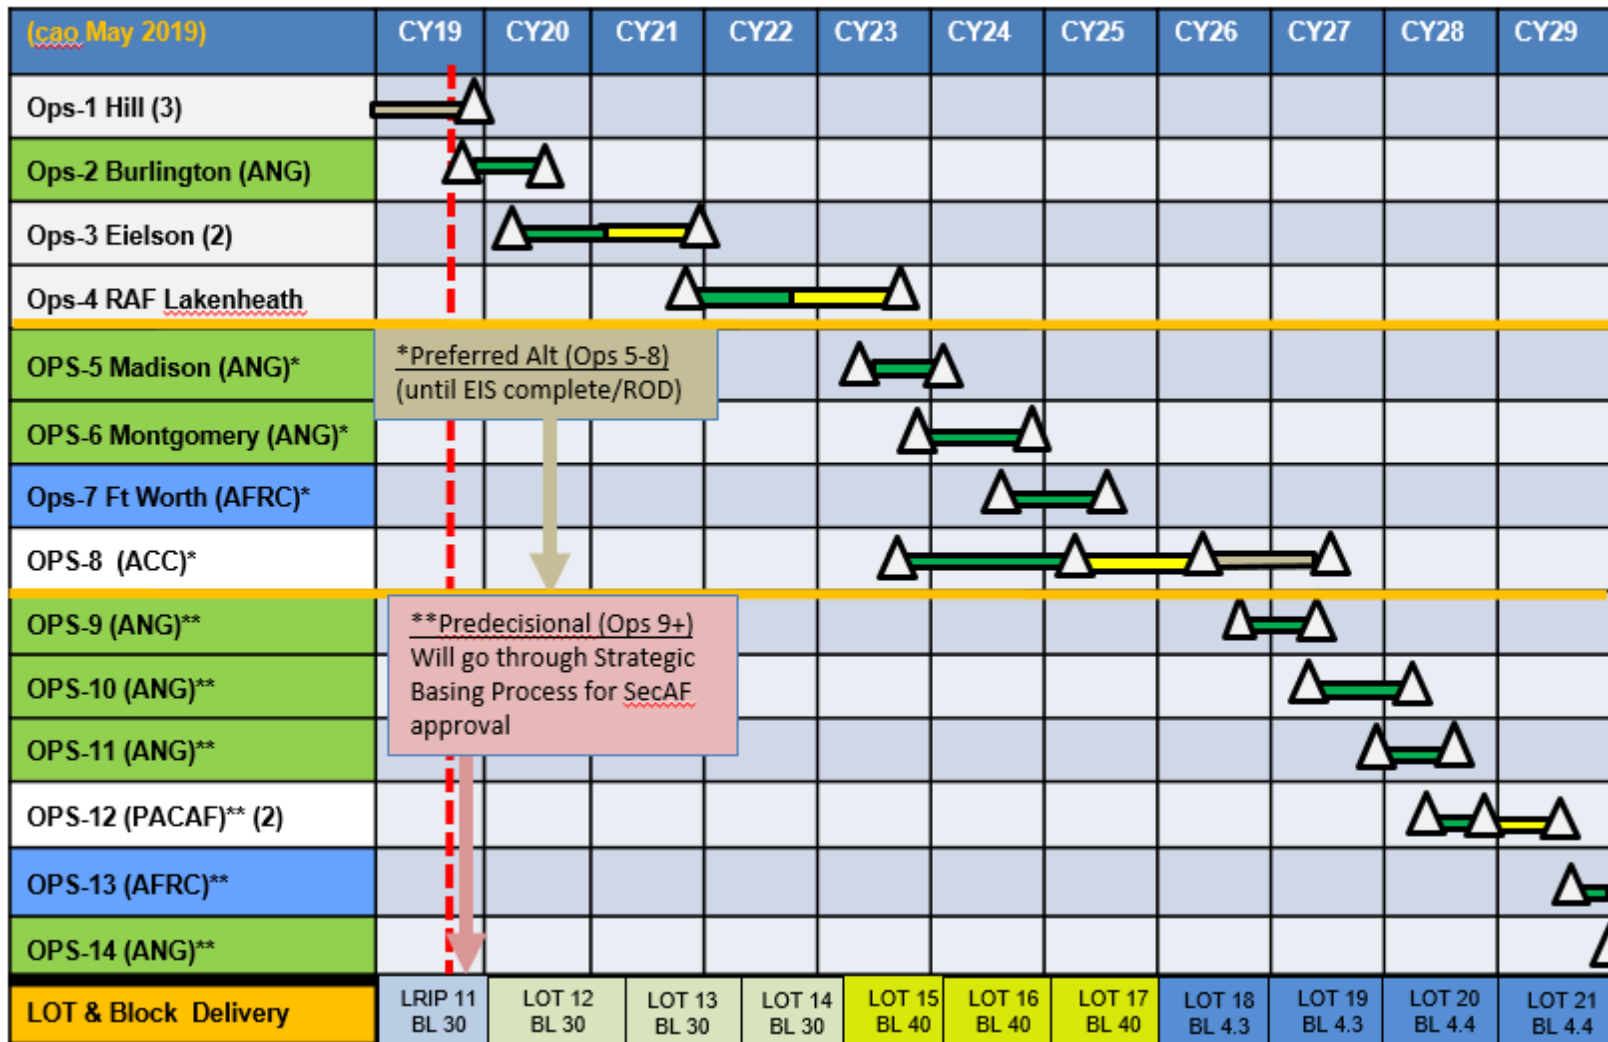 (cao May 2019) CY19 CY20 CY21 CY22 CY23 CY24 CY25 CY26 CY27 CY28 CY29
Ops-1 Hill (3)
Ops-2 Burlington (ANG)
Ops-3 Eielson (2)
Ops-4 RAF Lakenheath
OPS-5 Madison (ANG)*
*Preferred Alt (Ops 5-8)
(until EIS complete/ROD)
OPS-6 Montgomery (ANG)*
Ops-7 Ft Worth (AFRC)*
OPS-8 (ACC)*
OPS-9 (ANG)**
**Predecisional (Ops 9+)
Will go through Strategic
Basing Process for SecAF
approval
OPS-10 (ANG)**
OPS-11 (ANG)**
OPS-12 (PACAF)** (2)
OPS-13 (AFRC)**
OPS-14 (ANG)**
LOT & Block Delivery
LRIP 11 LOT 12 LOT 13 LOT 14 LOT 15 LOT 16 LOT 17 LOT 18 LOT 19 LOT 20 LOT 21
BL 30 BL 30 BL 30 BL 30 BL 40 BL 40 BL 40 BL 4.3 BL 4.3 BL 4.4 BL 4.4